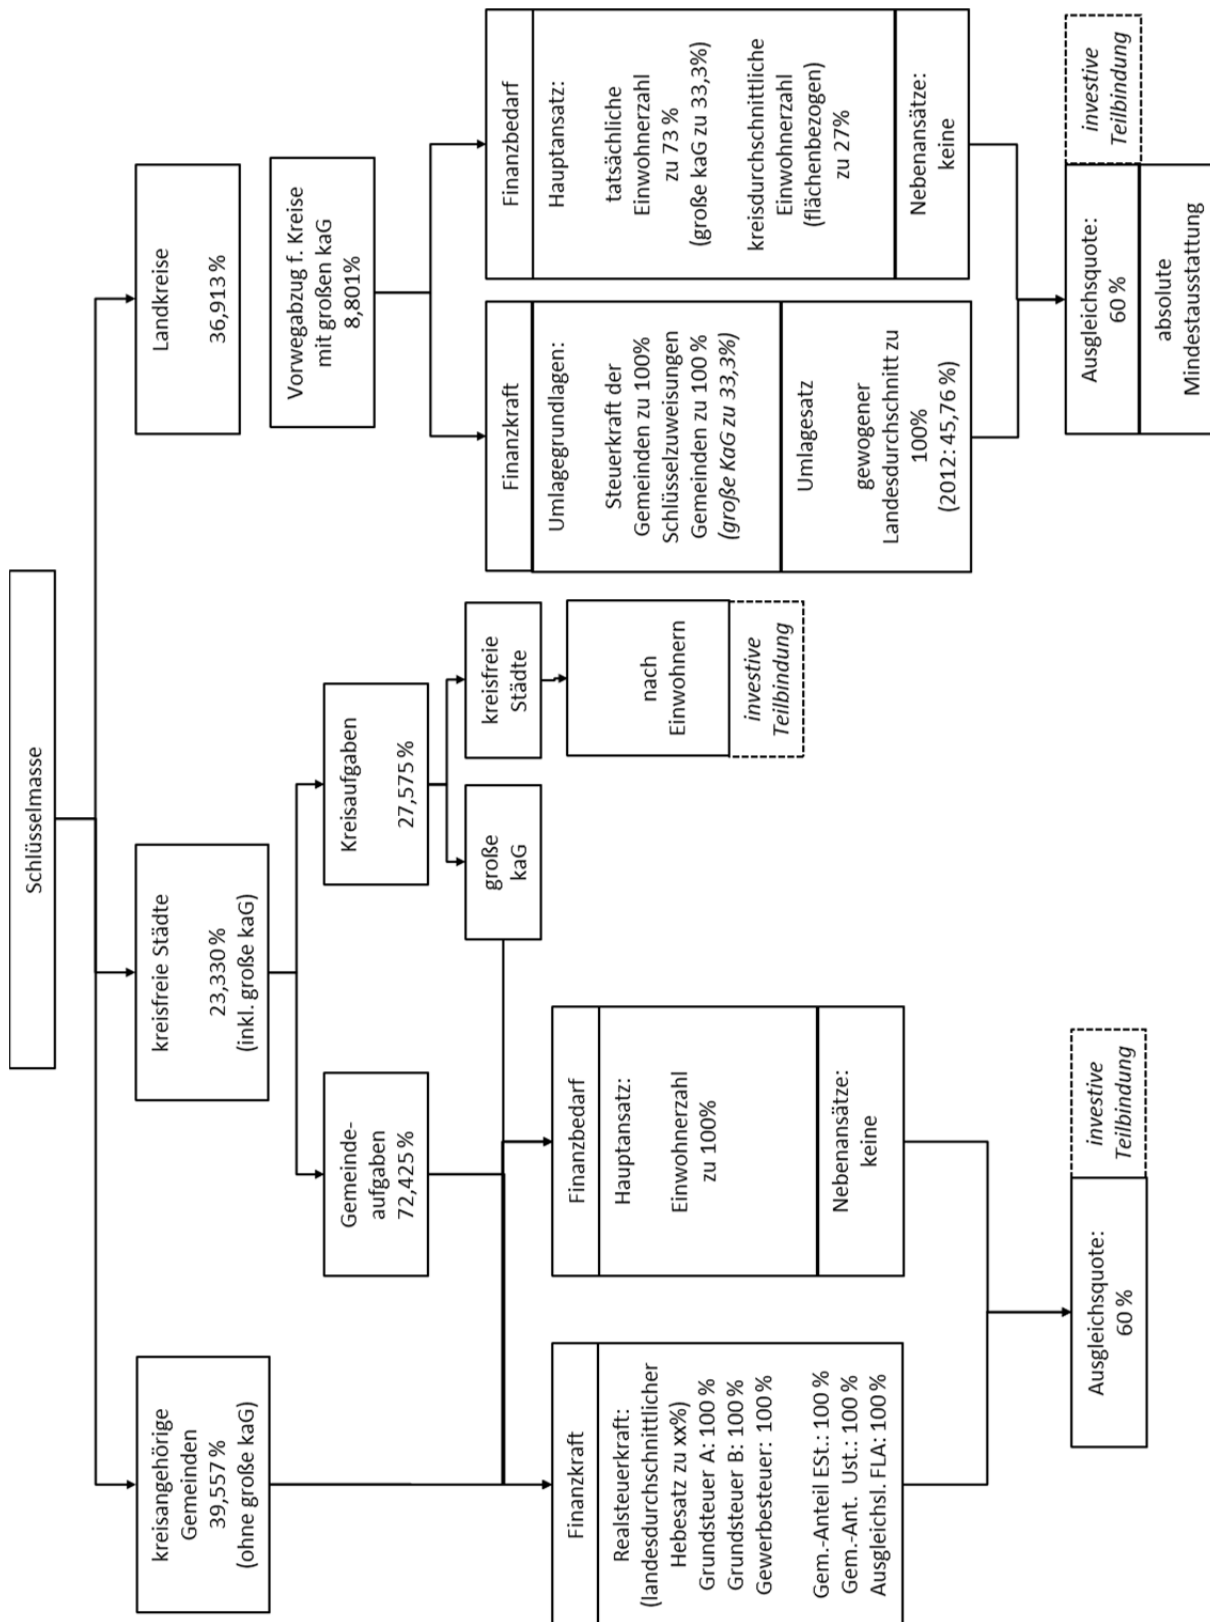 Schlüsselmasse
kreisangehörige
Gemeinden
39,557 %
(ohne große kaG)
kreisfreie Städte
23,330 %
(inkl. große kaG)
Landkreise
36,913 %
Gemeinde-
aufgaben
72,425 %
Kreisaufgaben
27,575 %
Vorwegabzug f. Kreise
mit großen kaG
8,801%
große
kaG
kreisfreie
Städte
nach
Einwohnern
investive
Teilbindung
Finanzkraft
Realsteuerkraft:
(landesdurchschnittlicher
Hebesatz zu xx%)
Grundsteuer A: 100 %
Grundsteuer B: 100 %
Gewerbesteuer: 100 %
Gem.-Anteil ESt.: 100 %
Gem.-Ant. Ust.: 100 %
Ausgleichsl. FLA: 100 %
Finanzbedarf
Hauptansatz:
Einwohnerzahl
zu 100%
Nebenansätze:
keine
Ausgleichsquote:
60 %
investive
Teilbindung
Finanzkraft
Umlagegrundlagen:
Steuerkraft der
Gemeinden zu 100%
Schlüsselzuweisungen
Gemeinden zu 100 %
(große KaG zu 33,3%)
Umlagesatz
gewogener
Landesdurchschnitt zu
100%
(2012: 45,76 %)
Finanzbedarf
Hauptansatz:
tatsächliche
Einwohnerzahl
zu 73 %
(große kaG zu 33,3%)
kreisdurchschnittliche
Einwohnerzahl
(flächenbezogen)
zu 27%
Nebenansätze:
keine
Ausgleichsquote:
60 %
absolute
Mindestausstattung
investive
Teilbindung